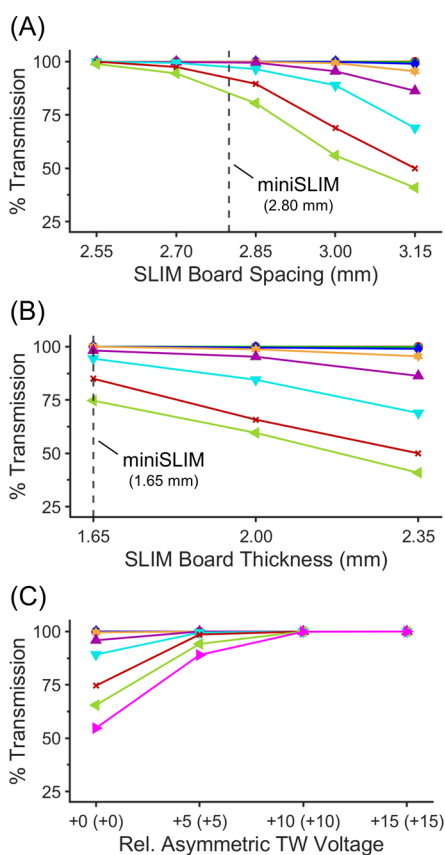 (A)
% Transmission
100
75
50
25
miniSLIM
(2.80 mm)
2.55 2.70 2.85 3.00 3.15
SLIM Board Spacing (mm)
(B)
% Transmission
100
75
50
25
miniSLIM
(1.65 mm)
1.65 2.00 2.35
SLIM Board Thickness (mm)
(C)
% Transmission
100
75
50
25
+0 (+0) +5 (+5) +10 (+10) +15 (+15)
Rel. Asymmetric TW Voltage